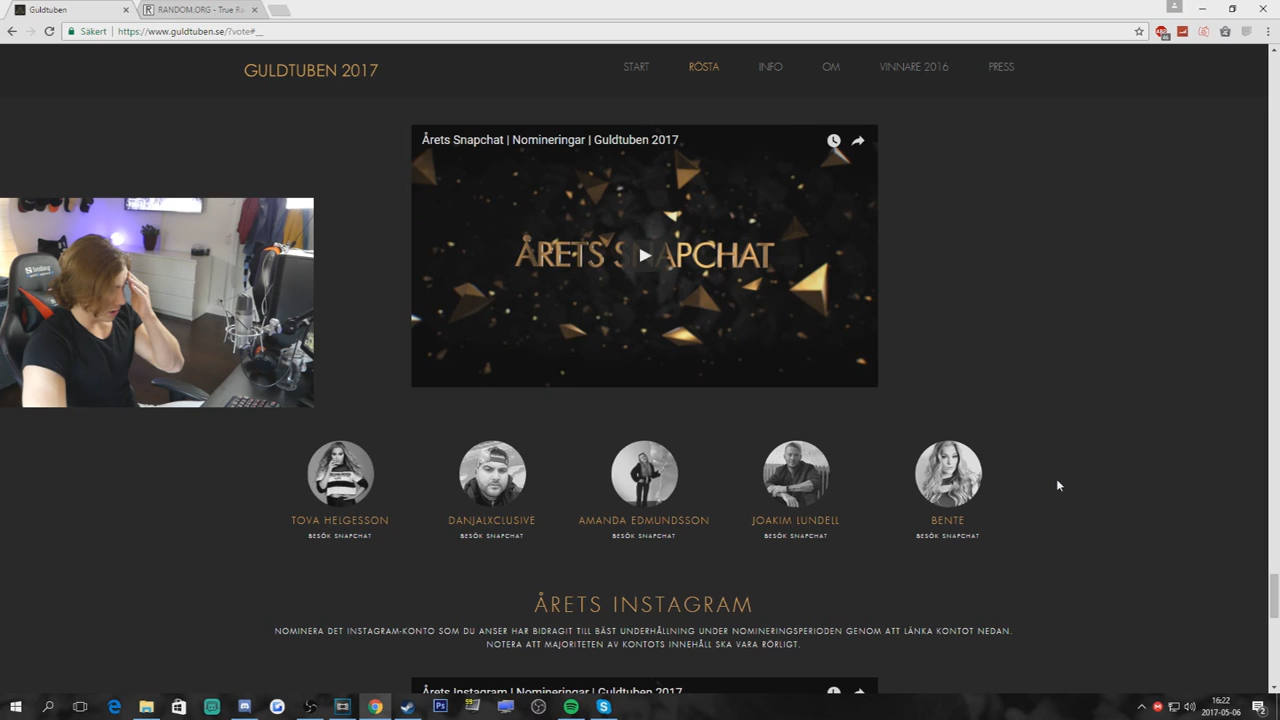 Guldtuben
RANDOM.ORG - True Ra
Säkert | https://www.guldtuben.se/?vote#__
GULDTUBEN 2017
START RÖSTA INFO OM VINNARE 2016 PRESS
Årets Snapchat | Nomineringar | Guldtuben 2017
ÅRETS SNAPCHAT
TOVA HELGESSON DANJALXCLUSIVE AMANDA EDMUNDSSON JOAKIM LUNDELL BENTE
BESÖK SNAPCHAT BESÖK SNAPCHAT BESÖK SNAPCHAT BESÖK SNAPCHAT BESÖK SNAPCHAT
ÅRETS INSTAGRAM
NOMINERA DET INSTAGRAM-KONTO SOM DU ANSER HAR BIDRAGIT TILL BÄST UNDERHÅLLNING UNDER NOMINERINGSPERIODEN GENOM ATT LÄNKA KONTOT NEDAN.
NOTERA ATT MAJORITETEN AV KONTOTS INNEHÅLL SKA VARA RÖRLIGT.
Årets Instagram | Nomineringar | Guldtuben 2017
16:22
2017-05-06